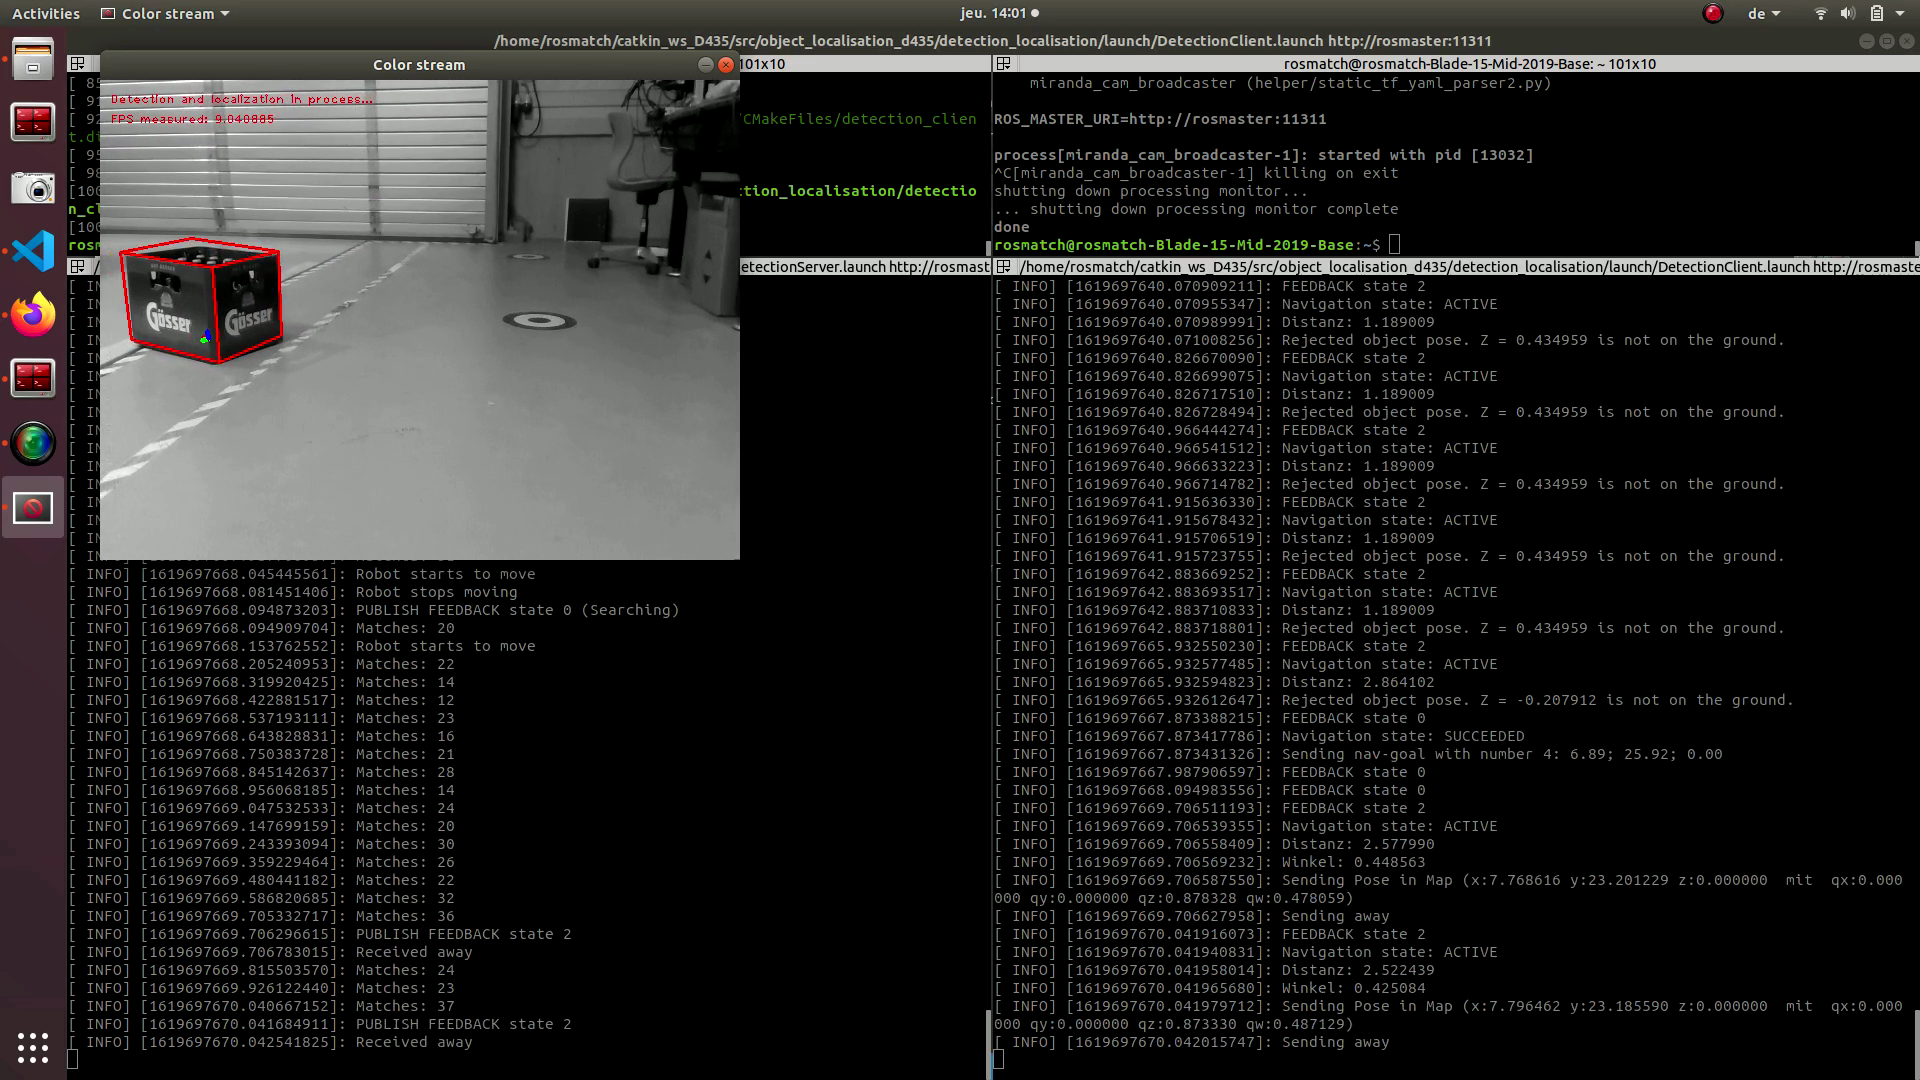 Activities
Color stream
jeu. 14:01
de
/home/rosmatch/catkin_ws_D435/src/object_localisation_d435/detection_localisation/launch/DetectionClient.launch http://rosmaster:11311
Color stream
Detection and localization in process...
FPS measured: 9.040885
Gösser
Gösser
101x10
[ 85
[ 91
[ 92
/CMakeFiles/detection_clien
t.di
[ 95
[ 98
[100
ction_localisation/detectio
n_cl
[100
rosm
rosmatch@rosmatch-Blade-15-Mid-2019-Base: ~ 101x10
miranda_cam_broadcaster (helper/static_tf_yaml_parser2.py)
ROS_MASTER_URI=http://rosmaster:11311
process[miranda_cam_broadcaster-1]: started with pid [13032]
^C[miranda_cam_broadcaster-1] killing on exit
shutting down processing monitor...
... shutting down processing monitor complete
done
rosmatch@rosmatch-Blade-15-Mid-2019-Base:~$
etectionServer.launch http://rosmast
[ INFO] [1619697668.045445561]: Robot starts to move
[ INFO] [1619697668.081451406]: Robot stops moving
[ INFO] [1619697668.094873203]: PUBLISH FEEDBACK state 0 (Searching)
[ INFO] [1619697668.094909704]: Matches: 20
[ INFO] [1619697668.153762552]: Robot starts to move
[ INFO] [1619697668.205240953]: Matches: 22
[ INFO] [1619697668.319920425]: Matches: 14
[ INFO] [1619697668.422881517]: Matches: 12
[ INFO] [1619697668.537193111]: Matches: 23
[ INFO] [1619697668.643828831]: Matches: 16
[ INFO] [1619697668.750383728]: Matches: 21
[ INFO] [1619697668.845142637]: Matches: 28
[ INFO] [1619697668.956068185]: Matches: 14
[ INFO] [1619697669.047532533]: Matches: 24
[ INFO] [1619697669.147699159]: Matches: 20
[ INFO] [1619697669.243393094]: Matches: 30
[ INFO] [1619697669.359229464]: Matches: 26
[ INFO] [1619697669.480441182]: Matches: 22
[ INFO] [1619697669.586820685]: Matches: 32
[ INFO] [1619697669.705332717]: Matches: 36
[ INFO] [1619697669.706296615]: PUBLISH FEEDBACK state 2
[ INFO] [1619697669.706783015]: Received away
[ INFO] [1619697669.815503570]: Matches: 24
[ INFO] [1619697669.926122440]: Matches: 23
[ INFO] [1619697670.040667152]: Matches: 37
[ INFO] [1619697670.041684911]: PUBLISH FEEDBACK state 2
[ INFO] [1619697670.042541825]: Received away
/home/rosmatch/catkin_ws_D435/src/object_localisation_d435/detection_localisation/launch/DetectionClient.launch http://rosmaste
[ INFO] [1619697640.070909211]: FEEDBACK state 2
[ INFO] [1619697640.070955347]: Navigation state: ACTIVE
[ INFO] [1619697640.070989991]: Distanz: 1.189009
[ INFO] [1619697640.071008256]: Rejected object pose. Z = 0.434959 is not on the ground.
[ INFO] [1619697640.826670090]: FEEDBACK state 2
[ INFO] [1619697640.826699075]: Navigation state: ACTIVE
[ INFO] [1619697640.826717510]: Distanz: 1.189009
[ INFO] [1619697640.826728494]: Rejected object pose. Z = 0.434959 is not on the ground.
[ INFO] [1619697640.966444274]: FEEDBACK state 2
[ INFO] [1619697640.966541512]: Navigation state: ACTIVE
[ INFO] [1619697640.966633223]: Distanz: 1.189009
[ INFO] [1619697640.966714782]: Rejected object pose. Z = 0.434959 is not on the ground.
[ INFO] [1619697641.915636330]: FEEDBACK state 2
[ INFO] [1619697641.915678432]: Navigation state: ACTIVE
[ INFO] [1619697641.915706519]: Distanz: 1.189009
[ INFO] [1619697641.915723755]: Rejected object pose. Z = 0.434959 is not on the ground.
[ INFO] [1619697642.883669252]: FEEDBACK state 2
[ INFO] [1619697642.883693517]: Navigation state: ACTIVE
[ INFO] [1619697642.883710833]: Distanz: 1.189009
[ INFO] [1619697642.883718801]: Rejected object pose. Z = 0.434959 is not on the ground.
[ INFO] [1619697665.932550230]: FEEDBACK state 2
[ INFO] [1619697665.932577485]: Navigation state: ACTIVE
[ INFO] [1619697665.932594823]: Distanz: 2.864102
[ INFO] [1619697665.932612647]: Rejected object pose. Z = -0.207912 is not on the ground.
[ INFO] [1619697667.873388215]: FEEDBACK state 0
[ INFO] [1619697667.873417786]: Navigation state: SUCCEEDED
[ INFO] [1619697667.873431326]: Sending nav-goal with number 4: 6.89; 25.92; 0.00
[ INFO] [1619697667.987906597]: FEEDBACK state 0
[ INFO] [1619697668.094983556]: FEEDBACK state 0
[ INFO] [1619697669.706511193]: FEEDBACK state 2
[ INFO] [1619697669.706539355]: Navigation state: ACTIVE
[ INFO] [1619697669.706558409]: Distanz: 2.577990
[ INFO] [1619697669.706569232]: Winkel: 0.448563
[ INFO] [1619697669.706587550]: Sending Pose in Map (x:7.768616 y:23.201229 z:0.000000  mit  qx:0.000
000 qy:0.000000 qz:0.878328 qw:0.478059)
[ INFO] [1619697669.706627958]: Sending away
[ INFO] [1619697670.041916073]: FEEDBACK state 2
[ INFO] [1619697670.041940831]: Navigation state: ACTIVE
[ INFO] [1619697670.041958014]: Distanz: 2.522439
[ INFO] [1619697670.041965680]: Winkel: 0.425084
[ INFO] [1619697670.041979712]: Sending Pose in Map (x:7.796462 y:23.185590 z:0.000000  mit  qx:0.000
000 qy:0.000000 qz:0.873330 qw:0.487129)
[ INFO] [1619697670.042015747]: Sending away